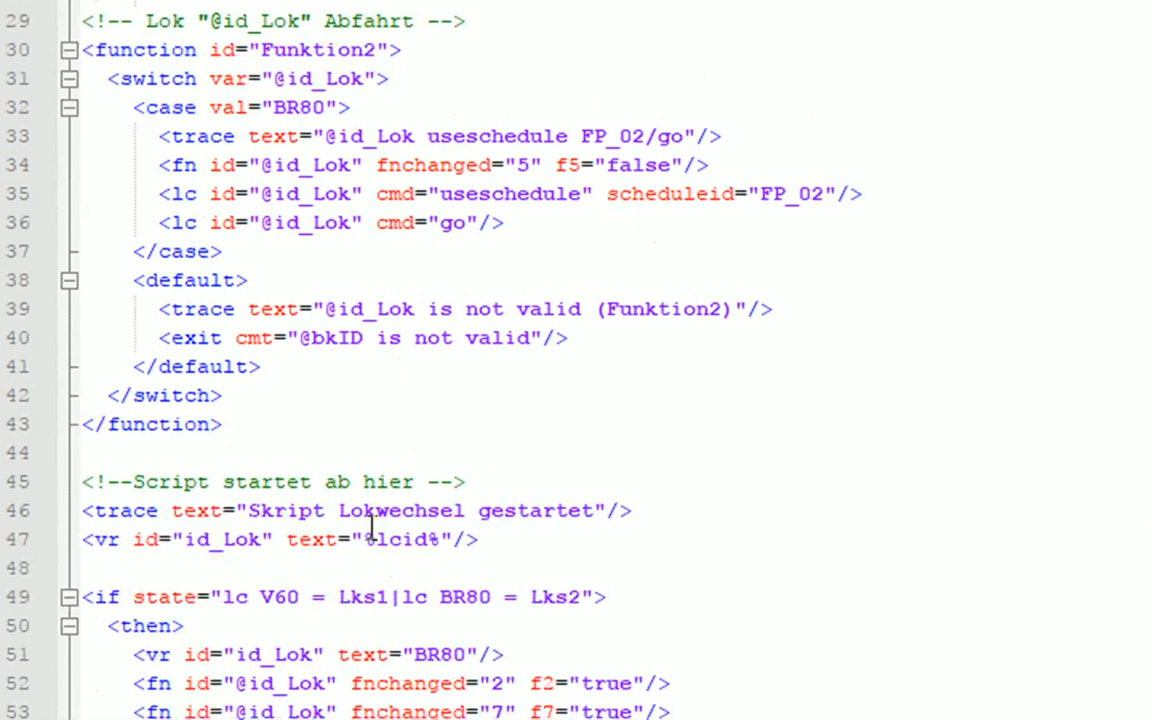 29 <!-- Lok "@id_Lok" Abfahrt -->
30 <function id="Funktion2">
31 <switch var="@id_Lok">
32 <case val="BR80">
33 <trace text="@id_Lok useschedule FP_02/go"/>
34 <fn id="@id_Lok" fnchanged="5" f5="false"/>
35 <lc id="@id_Lok" cmd="useschedule" scheduleid="FP_02"/>
36 <lc id="@id_Lok" cmd="go"/>
37 </case>
38 <default>
39 <trace text="@id_Lok is not valid (Funktion2)"/>
40 <exit cmt="@bkID is not valid"/>
41 </default>
42 </switch>
43 </function>
44
45 <!--Script startet ab hier -->
46 <trace text="Skript Lokwechsel gestartet"/>
47 <vr id="id_Lok" text="%lcid%"/>
48
49 <if state="lc V60 = Lks1|lc BR80 = Lks2">
50 <then>
51 <vr id="id_Lok" text="BR80"/>
52 <fn id="@id_Lok" fnchanged="2" f2="true"/>
53 <fn id="@id_Lok" fnchanged="7" f7="true"/>